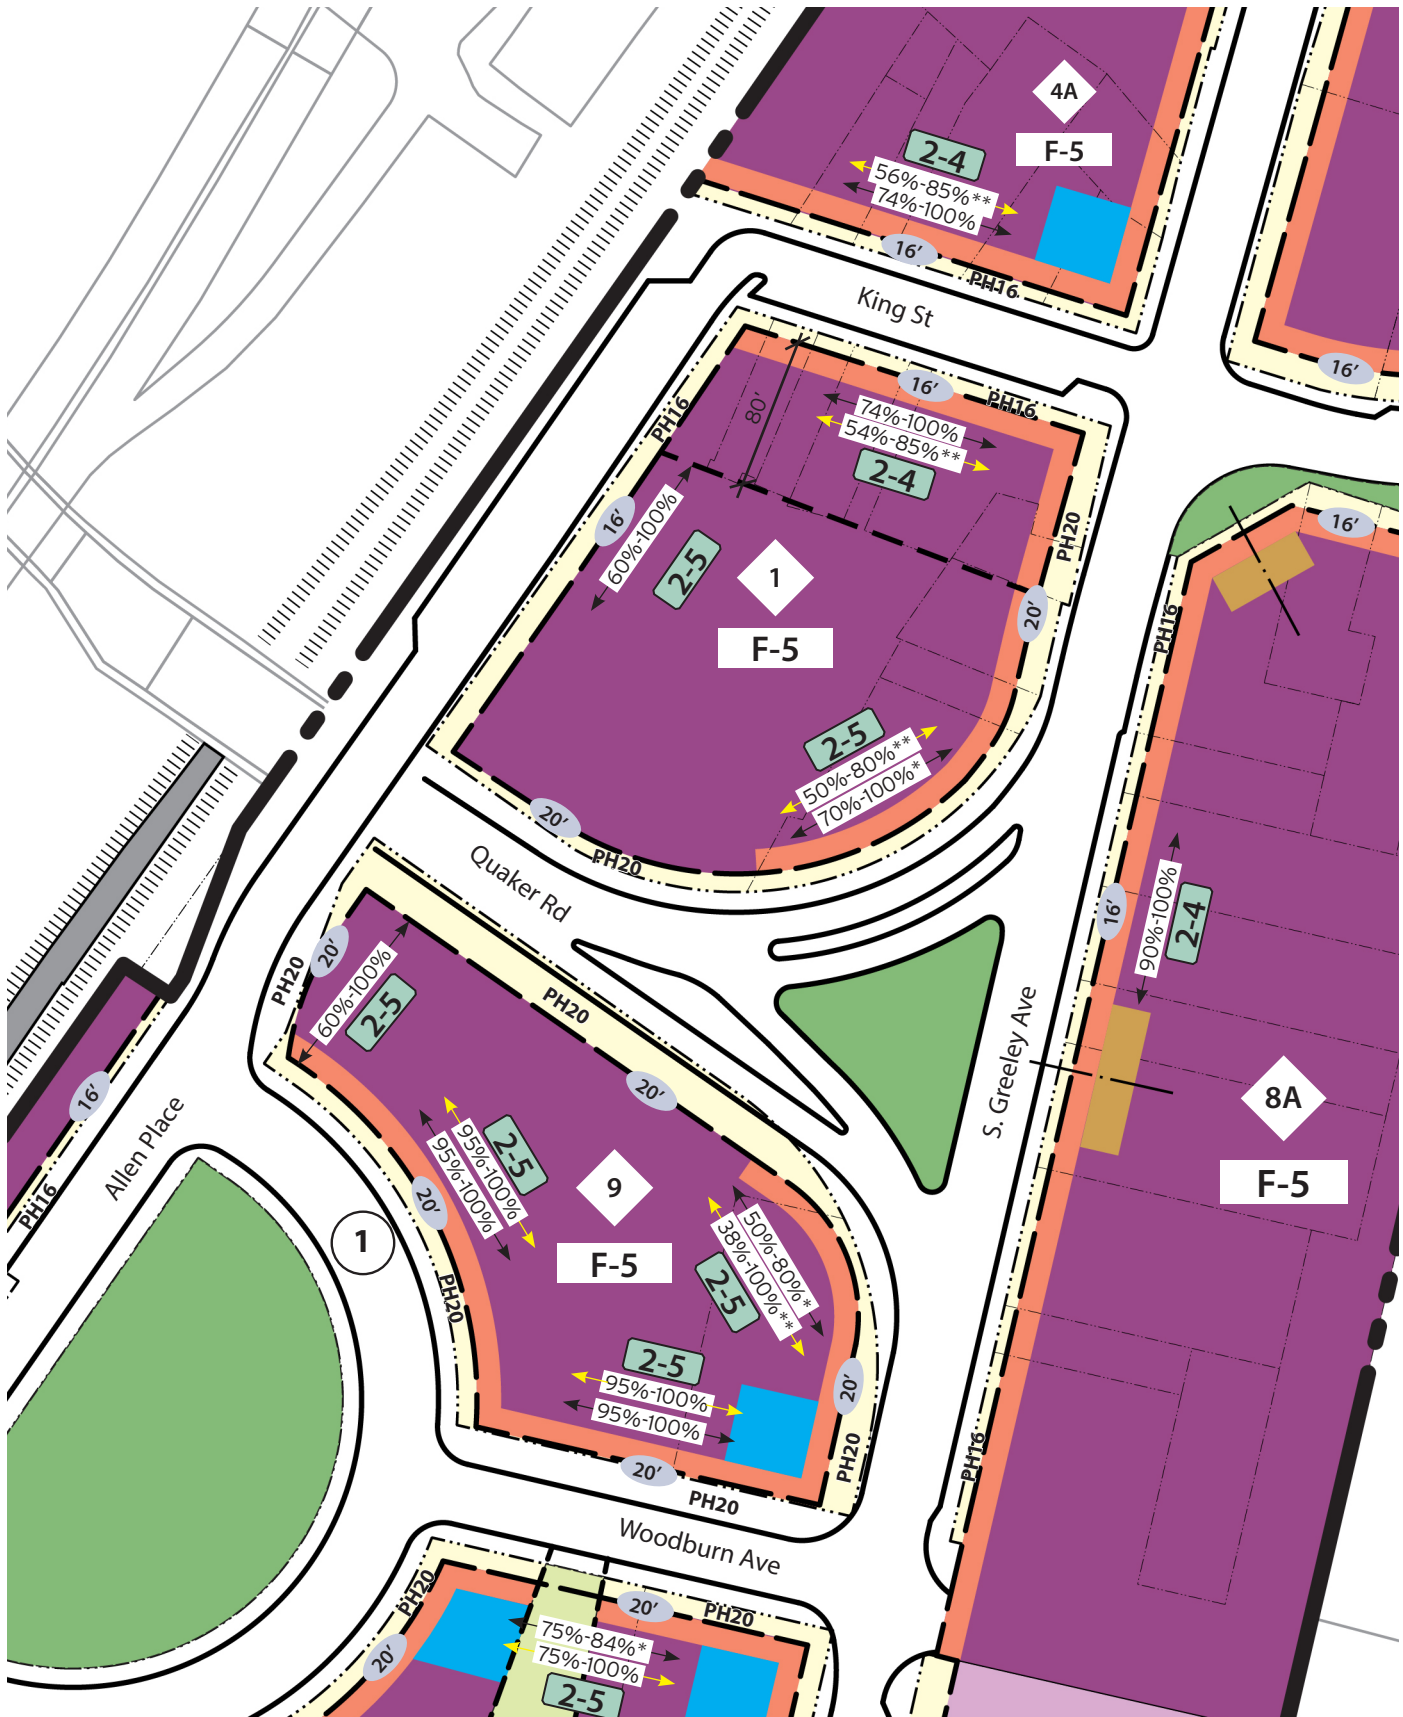 4A
F-5
2-4
56%-85%**
74%-100%
16'
PH16
King St
16'
16'
PH16
PH16
80'
74%-100%
54%-85%**
2-4
16'
60%-100%
2-5
1
F-5
PH20
20'
16'
PH16
2-5
50%-80%**
70%-100%*
20'
PH20
Quaker Rd
90%-100%
2-4
16'
20'
PH20
60%-100%
2-5
PH20
20'
S. Greeley Ave
8A
F-5
16'
PH16
Allen Place
1
95%-100%
95%-100%
2-5
20'
PH20
9
F-5
50%-80%*
38%-100%**
2-5
2-5
95%-100%
95%-100%
20'
PH20
20'
PH20
PH16
Woodburn Ave
PH20
20'
20'
PH20
75%-84%*
75%-100%
2-5